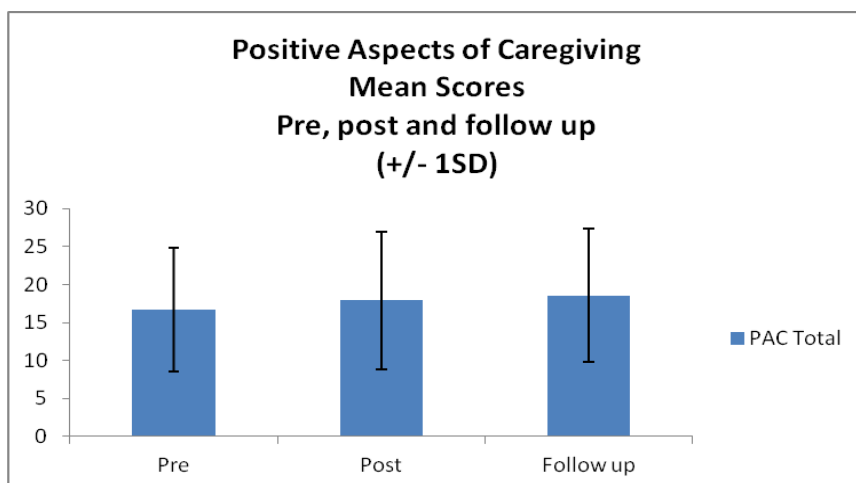 Positive Aspects of Caregiving
Mean Scores
Pre, post and follow up
(+/- 1SD)
30
25
20
15
10
5
0
Pre Post Follow up
PAC Total